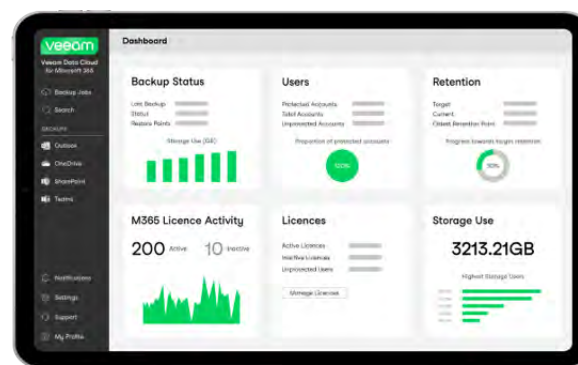 veeam
Veeam Data Cloud
for Microsoft 365
Backup Jobs
Search
BACKUPS
Outlook
OneDrive
SharePoint
Teams
Notifications
Settings
Support
My Profile
Dashboard
Backup Status
Last Backup
Status
Restore Points
Storage Use (GB)
Users
Protected Accounts
Total Accounts
Unprotected Accounts
Proportion of protected accounts
100%
Retention
Target
Current
Oldest Retention Point
Progress towards target retention
30%
M365 Licence Activity
200 Active 10 Inactive
Licences
Active Licences
Inactive Licences
Unprotected Users
Manage Licences
Storage Use
3213.21GB
Highest Storage Users